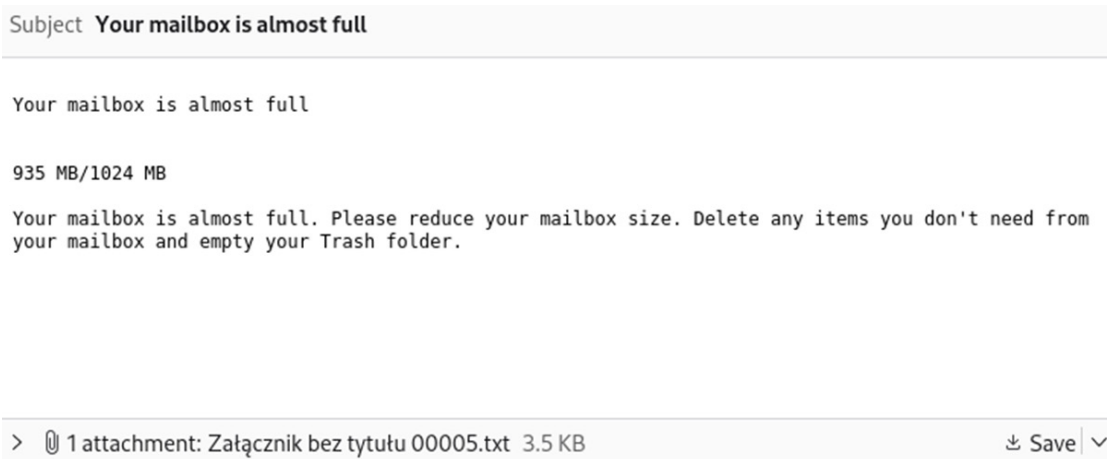 Subject Your mailbox is almost full
Your mailbox is almost full
935 MB/1024 MB
Your mailbox is almost full. Please reduce your mailbox size. Delete any items you don't need from
your mailbox and empty your Trash folder.
1 attachment: Załącznik bez tytułu 00005.txt 3.5 KB Save